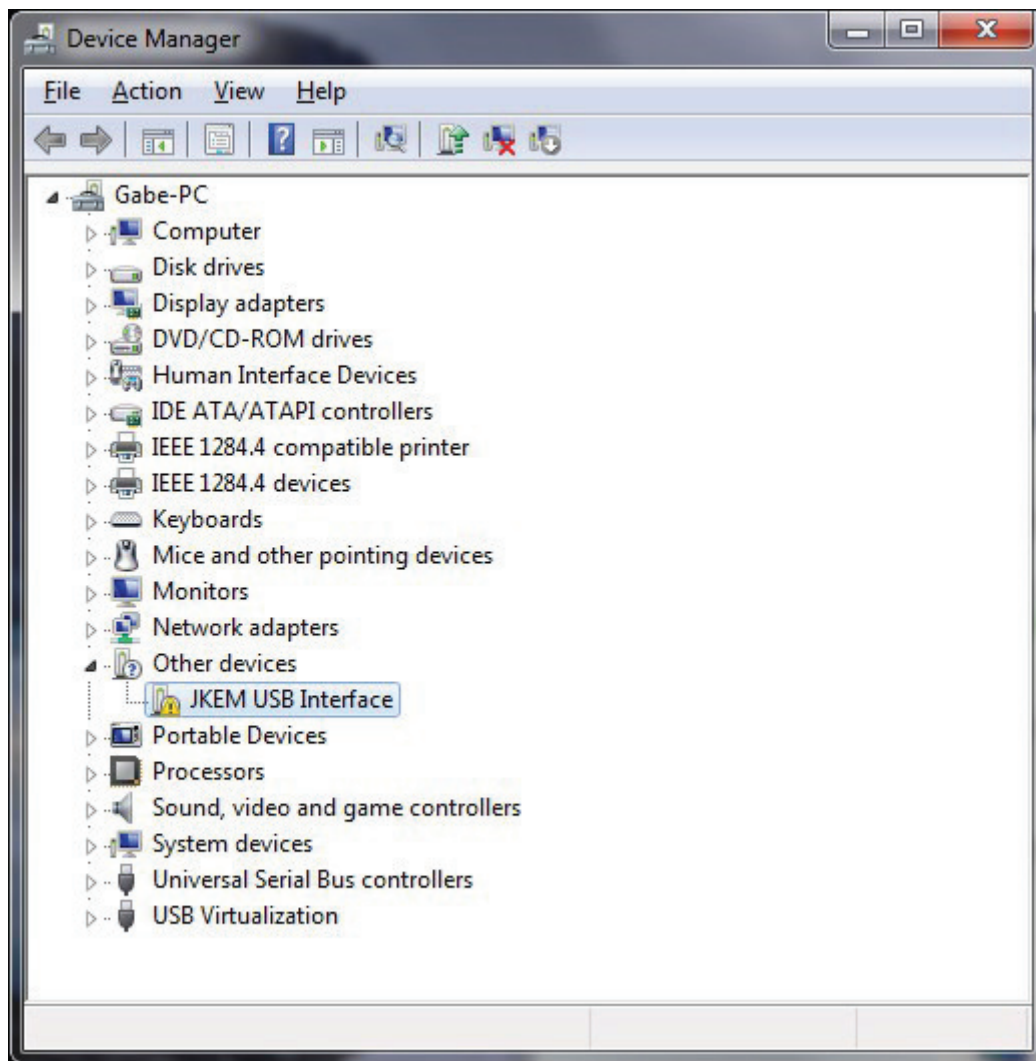 Device Manager
File Action View Help
Gabe-PC
Computer
Disk drives
Display adapters
DVD/CD-ROM drives
Human Interface Devices
IDE ATA/ATAPI controllers
IEEE 1284.4 compatible printer
IEEE 1284.4 devices
Keyboards
Mice and other pointing devices
Monitors
Network adapters
Other devices
JKEM USB Interface
Portable Devices
Processors
Sound, video and game controllers
System devices
Universal Serial Bus controllers
USB Virtualization